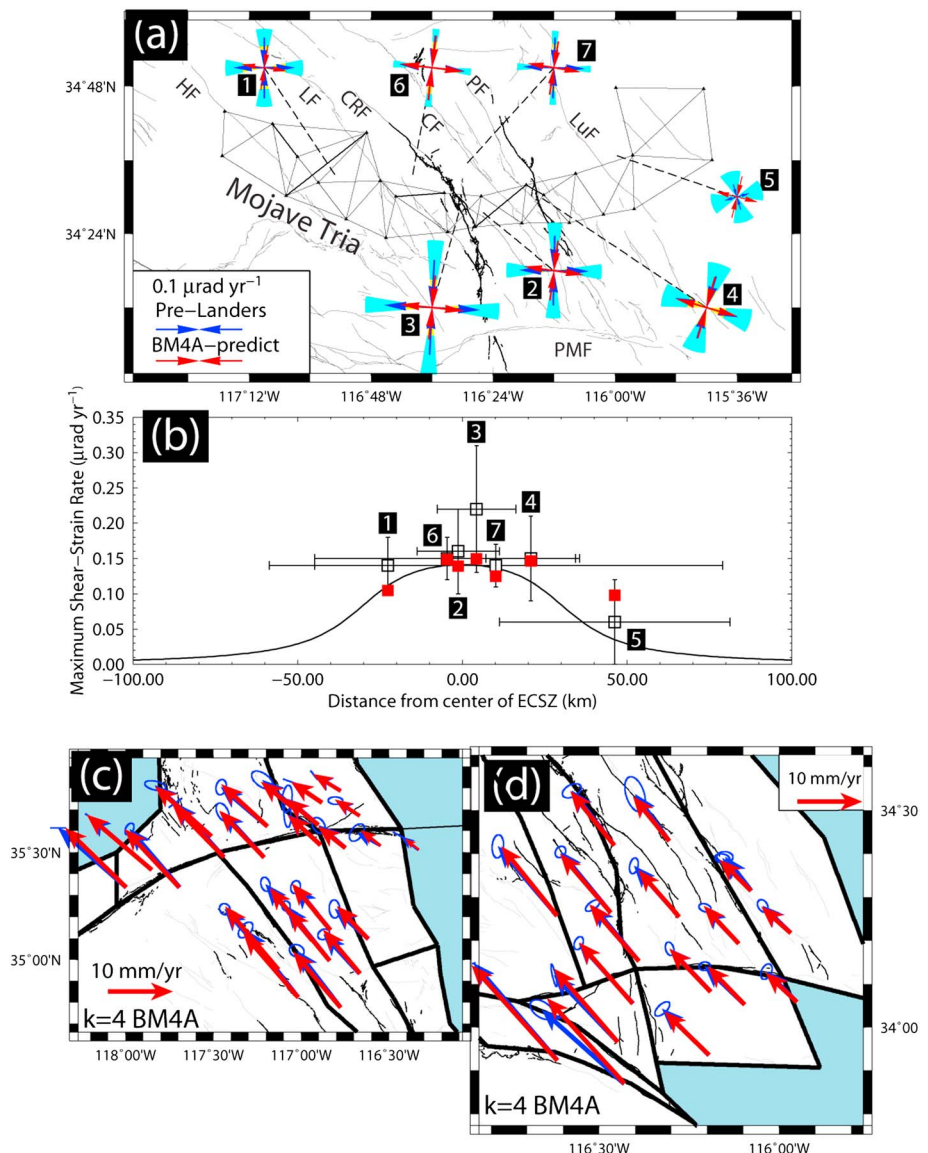 (a)
1
6
7
34°48'N
HF
LF
CRF
CF
PF
LuF
5
Mojave Tria
34°24'N
0.1 μrad yr⁻¹
Pre−Landers
BM4A−predict
3
2
4
PMF
117°12'W
116°48'W
116°24'W
116°00'W
115°36'W
(b)
Maximum Shear−Strain Rate (μrad yr⁻¹)
0.35
0.30
0.25
0.20
0.15
0.10
0.05
0.00
3
1
6
7
4
2
5
−100.00
−50.00
0.00
50.00
100.00
Distance from center of ECSZ (km)
(c)
35°30'N
35°00'N
10 mm/yr
k=4 BM4A
118°00'W
117°30'W
117°00'W
116°30'W
(d)
10 mm/yr
34°30'
34°00'
k=4 BM4A
116°30'W
116°00'W